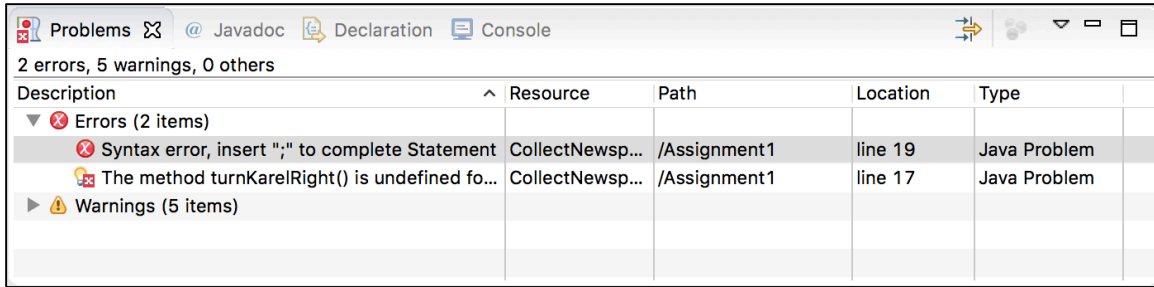 Problems @ Javadoc Declaration Console
2 errors, 5 warnings, 0 others
Description Resource Path Location Type
Errors (2 items)
Syntax error, insert ";" to complete Statement CollectNewsp... /Assignment1 line 19 Java Problem
The method turnKarelRight() is undefined fo... CollectNewsp... /Assignment1 line 17 Java Problem
Warnings (5 items)